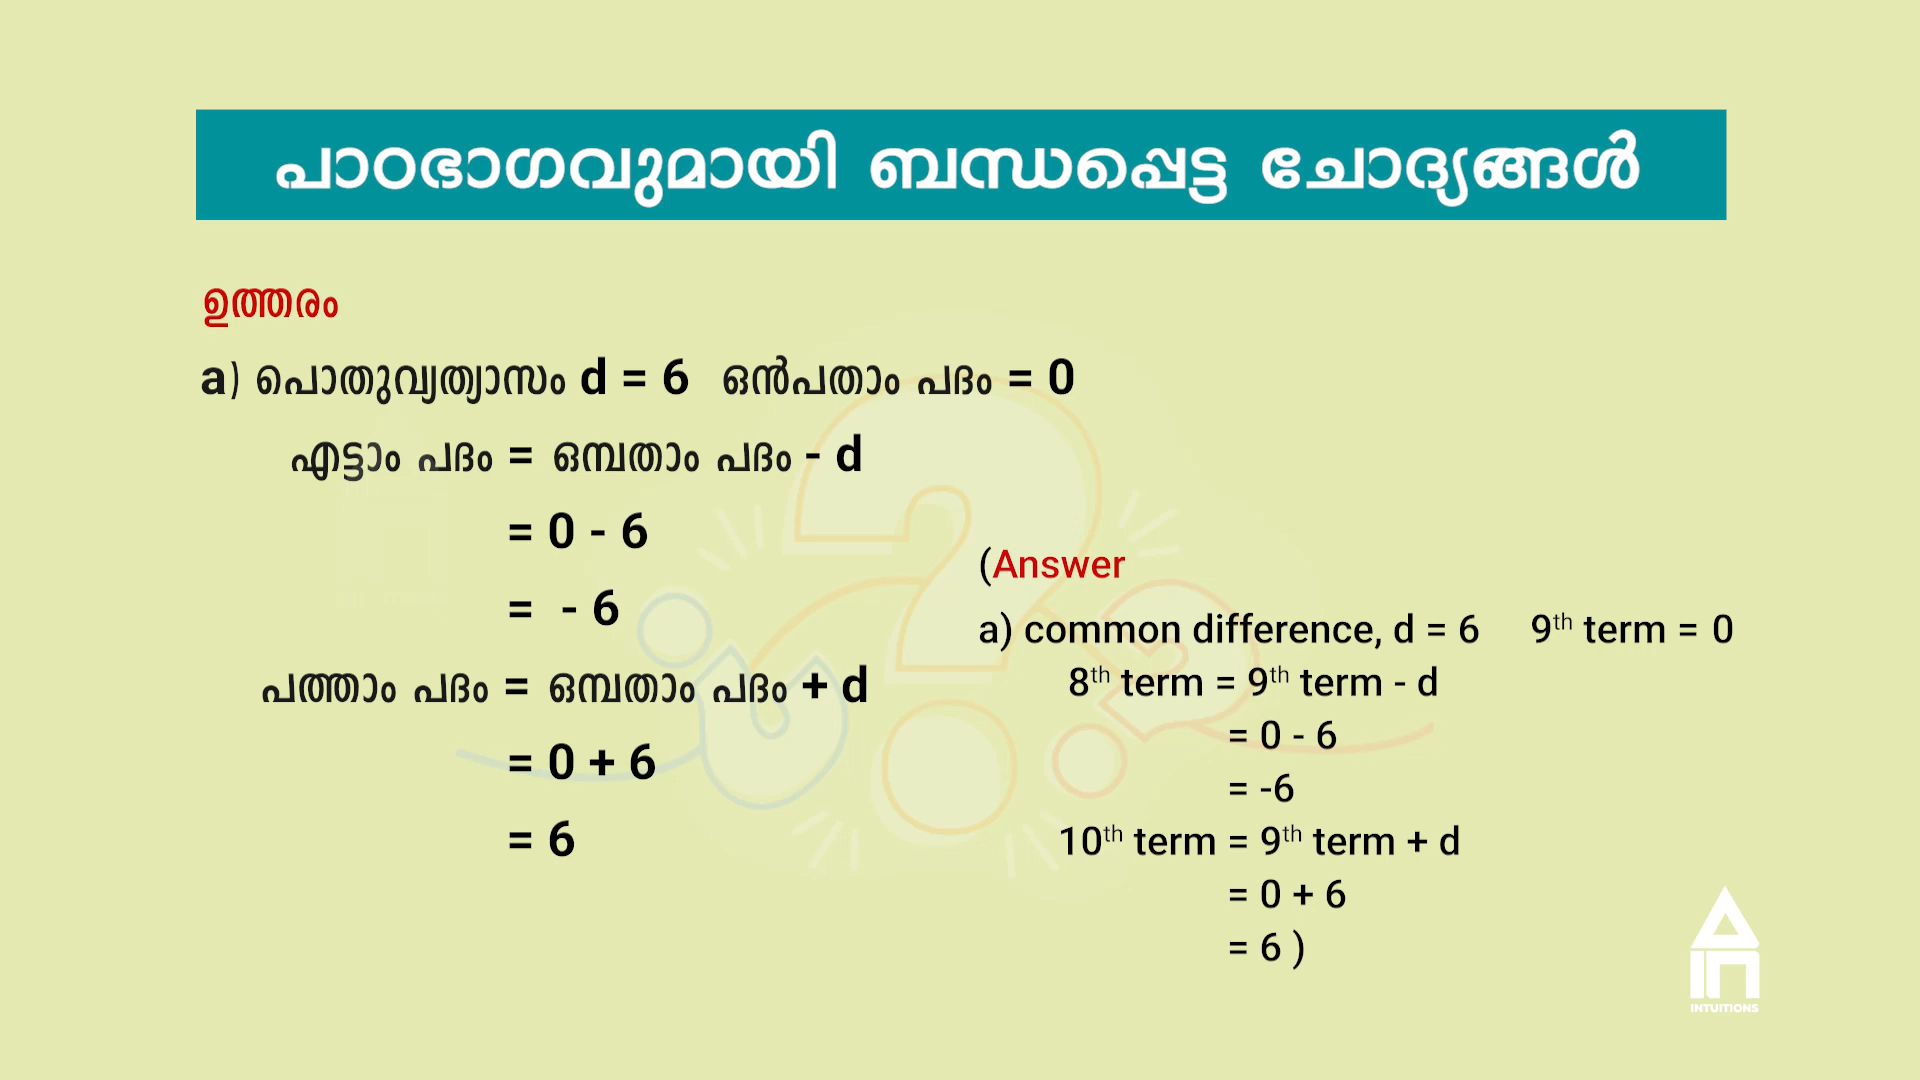 പാഠഭാഗവുമായി ബന്ധപ്പെട്ട ചോദ്യങ്ങൾ
ഉത്തരം
a) പൊതുവ്യത്യാസം d = 6 ഒൻപതാം പദം = 0
എട്ടാം പദം = ഒമ്പതാം പദം - d
= 0 - 6
= - 6
പത്താം പദം = ഒമ്പതാം പദം + d
= 0 + 6
= 6
(Answer
a) common difference, d = 6 9th term = 0
8th term = 9th term - d
= 0 - 6
= -6
10th term = 9th term + d
= 0 + 6
= 6 )
INTUITIONS